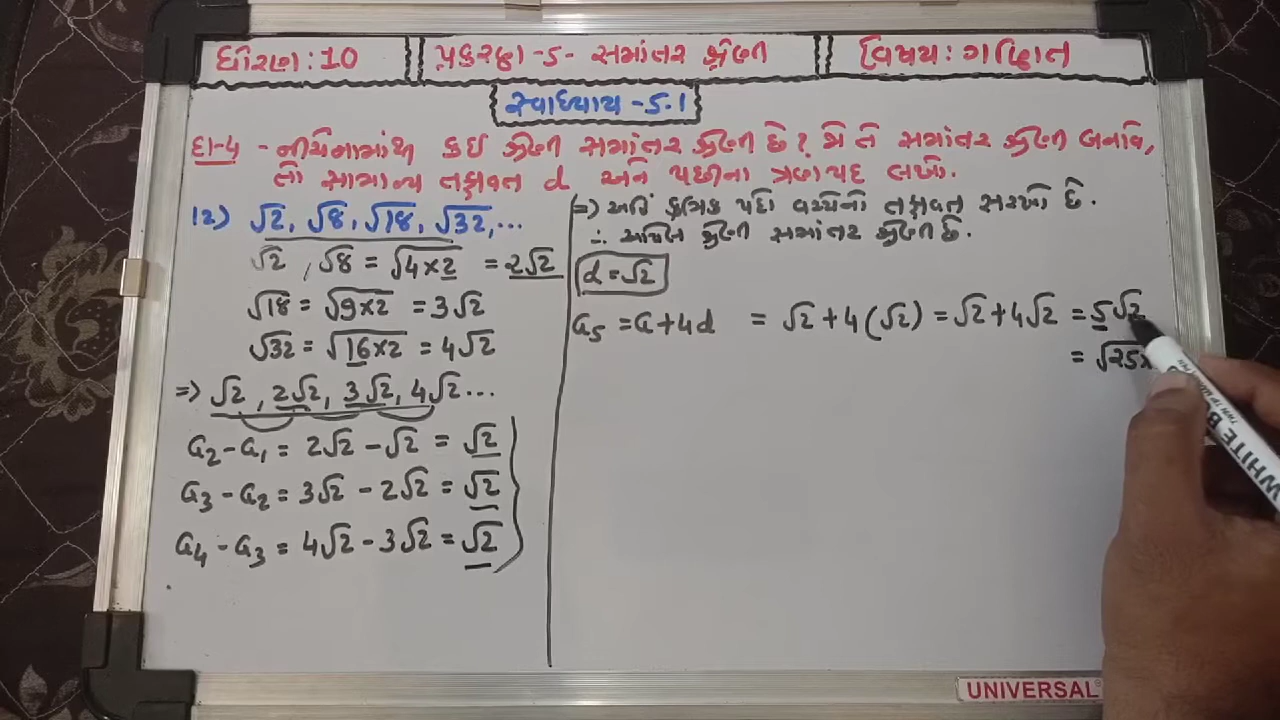 ધોરણ : 10
પ્રકરણ -5- સમાંતર શ્રેણી
વિષય : ગણિત
સ્વાધ્યાય -5.1
દા-4 - નીચેનામાંથી કઈ શ્રેણી સમાંતર શ્રેણી છે? જો તે સમાંતર શ્રેણી બનાવે,
તો સામાન્ય તફાવત d અને પછીના ત્રણ પદ લખો.
12) √2, √8, √18, √32, ...
√2 , √8 = √4×2 = 2√2
√18 = √9×2 = 3√2
√32 = √16×2 = 4√2
⇒ √2 , 2√2, 3√2, 4√2 ...
a₂ - a₁ = 2√2 - √2 = √2
a₃ - a₂ = 3√2 - 2√2 = √2
a₄ - a₃ = 4√2 - 3√2 = √2
⇒ અહીં ક્રમિક પદો વચ્ચેનો તફાવત સરખો છે.
∴ આપેલ શ્રેણી સમાંતર શ્રેણી છે.
d = √2
a₅ = a + 4d = √2 + 4(√2) = √2 + 4√2 = 5√2
= √25×
WHITE BO
UNIVERSAL